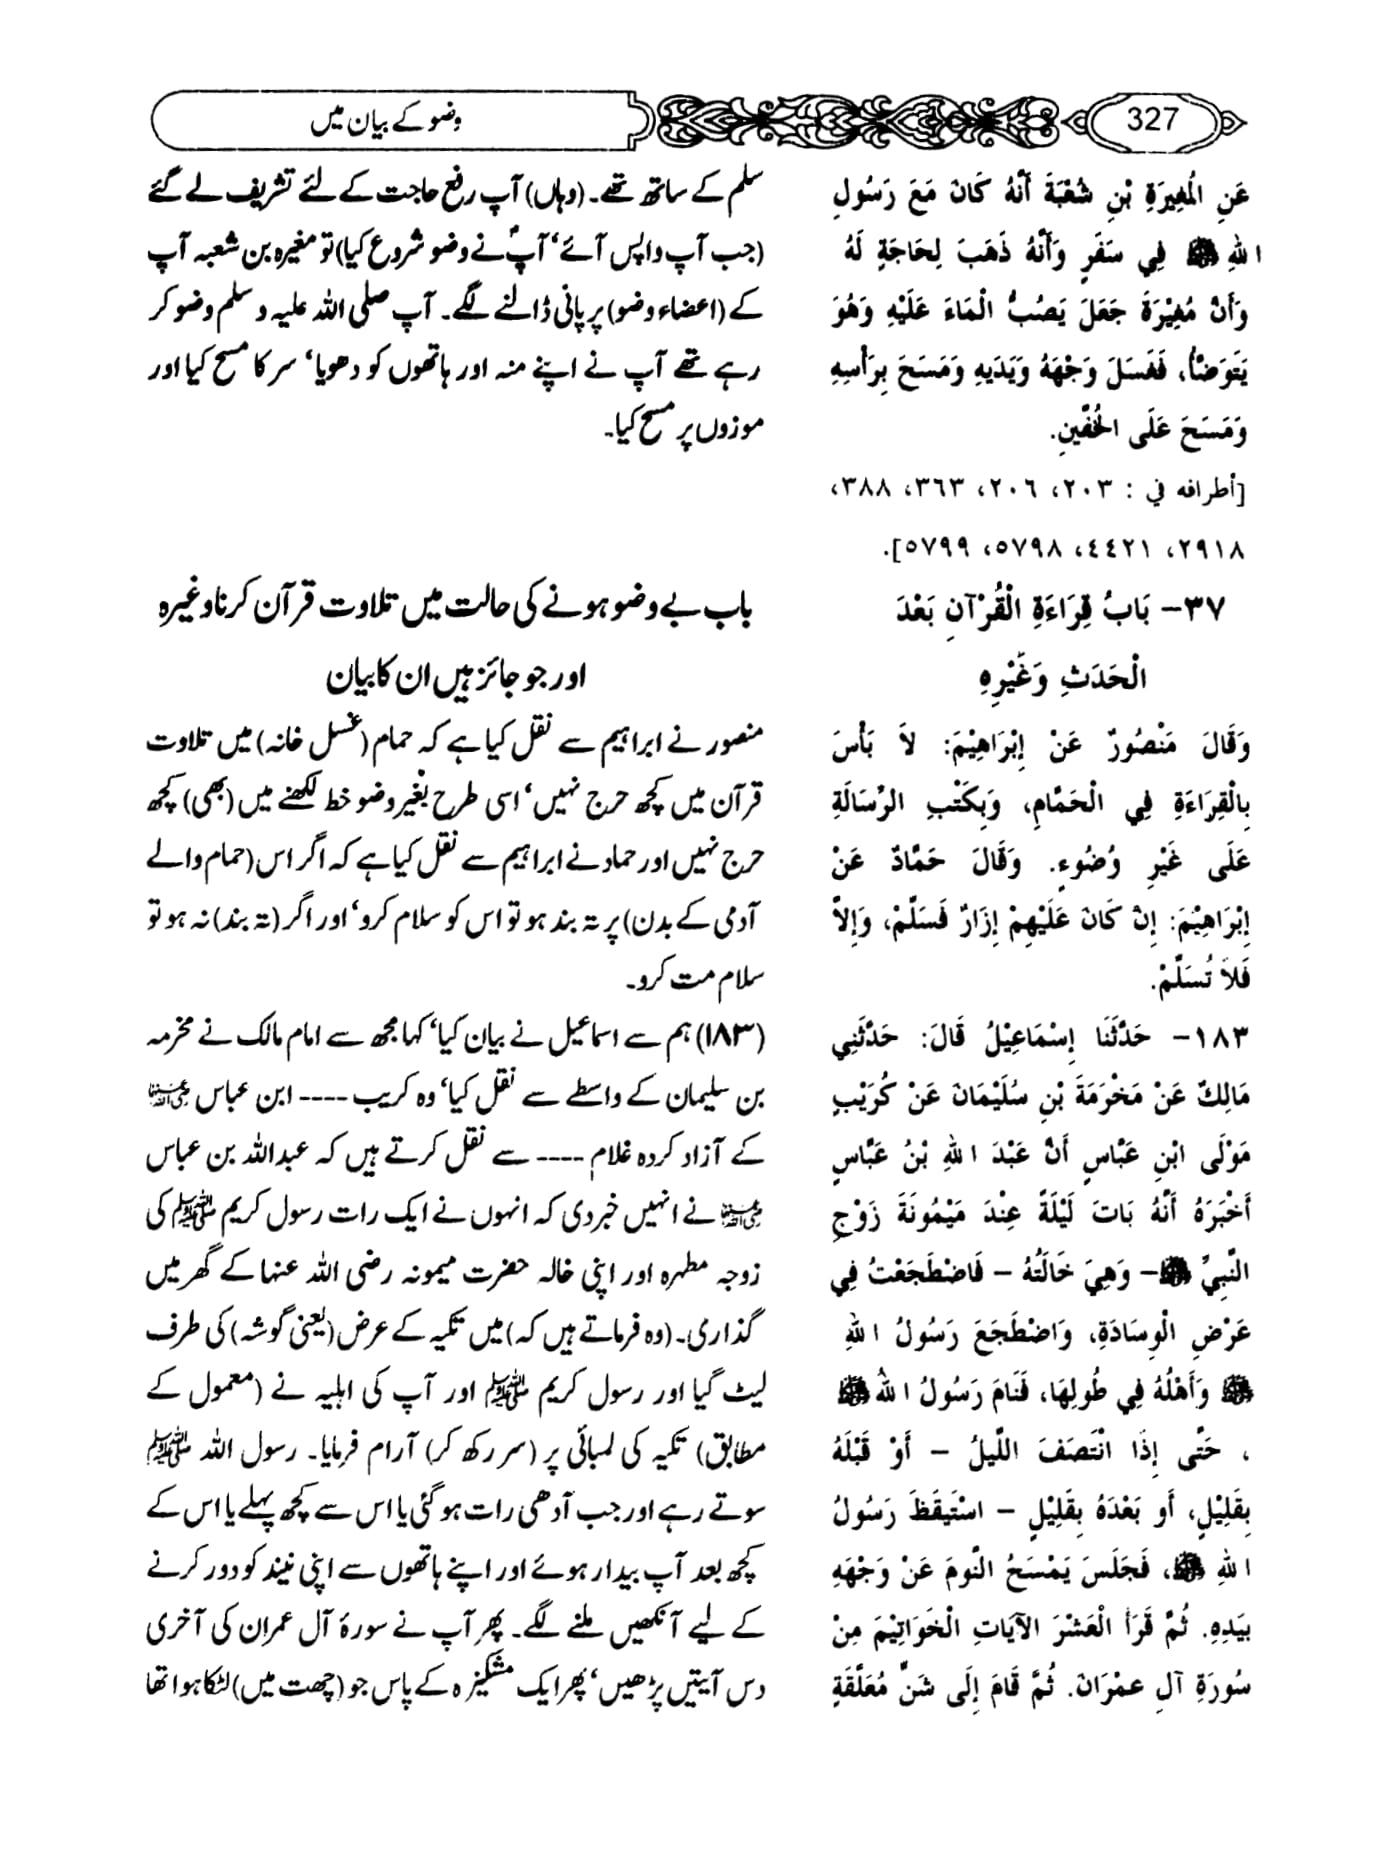 327
وضو کے بیان میں
عَنِ الْمُغِيرَةِ بْنِ شُعْبَةَ أَنَّهُ كَانَ مَعَ رَسُولِ
اللهِ ﷺ فِي سَفَرٍ وَأَنَّهُ ذَهَبَ لِحَاجَةٍ لَهُ
وَأَنَّ مُغِيْرَةَ جَعَلَ يَصُبُّ الْمَاءَ عَلَيْهِ وَهُوَ
يَتَوَضَّأُ، فَغَسَلَ وَجْهَهُ وَيَدَيهِ وَمَسَحَ بِرَأْسِهِ
وَمَسَحَ عَلَى الْخُفَّينِ.
[أطرافه في : ٢٠٣، ٢٠٦، ٣٦٣، ٣٨٨،
٢٩١٨، ٤٤٢١، ٥٧٩٨، ٥٧٩٩].
٣٧- بَابُ قِرَاءَةِ الْقُرْآنِ بَعْدَ
الْحَدَثِ وَغَيْرِهِ
وَقَالَ مَنْصُورٌ عَنْ إِبْرَاهِيْمَ: لاَ بَأْسَ
بِالْقِرَاءَةِ فِي الْحَمَّامِ، وَبِكَتْبِ الرِّسَالَةِ
عَلَى غَيْرِ وُضُوءٍ. وَقَالَ حَمَّادٌ عَنْ
إِبْرَاهِيْمَ: إِنْ كَانَ عَلَيْهِمْ إِزَارٌ فَسَلِّمْ، وَإِلاَّ
فَلاَ تُسَلِّمْ.
١٨٣- حَدَّثَنَا إِسْمَاعِيْلُ قَالَ: حَدَّثَنِي
مَالِكٌ عَنْ مَخْرَمَةَ بْنِ سُلَيْمَانَ عَنْ كُرَيْبٍ
مَوْلَى ابْنِ عَبَّاسٍ أَنَّ عَبْدَ اللهِ بْنُ عَبَّاسٍ
أَخْبَرَهُ أَنَّهُ بَاتَ لَيْلَةً عِنْدَ مَيْمُونَةَ زَوْجِ
النَّبِيِّ ﷺ- وَهِيَ خَالَتُهُ - فَاضْطَجَعْتُ فِي
عَرْضِ الْوِسَادَةِ، وَاضْطَجَعَ رَسُولُ اللهِ
ﷺ وَأَهْلُهُ فِي طُولِهَا، فَنَامَ رَسُولُ اللهُ ﷺ
، حَتَّى إِذَا انْتَصَفَ اللَّيلُ - أَوْ قَبْلَهُ
بِقَلِيْلٍ، أَو بَعْدَهُ بِقَلِيْلٍ - اسْتَيقَظَ رَسُولُ
اللهِ ﷺ، فَجَلَسَ يَمْسَحُ النَّومَ عَنْ وَجْهَهِ
بِيَدِهِ. ثُمَّ قَرَأَ الْعَشْرَ الآيَاتِ الْخَوَاتِيْمَ مِنْ
سُورَةِ آلِ عِمْرَانَ. ثُمَّ قَامَ إِلَى شَنٍّ مُعَلَّقَةٍ
سلم کے ساتھ تھے۔ (وہاں) آپ رفع حاجت کے لئے تشریف لے گئے
(جب آپ واپس آئے‘ آپؐ نے وضو شروع کیا) تو مغیرہ بن شعبہ آپ
کے (اعضاء وضو) پر پانی ڈالنے لگے۔ آپ صلی اللہ علیہ و سلم وضو کر
رہے تھے آپ نے اپنے منہ اور ہاتھوں کو دھویا‘ سر کا مسح کیا اور
موزوں پر مسح کیا۔
باب بے وضو ہونے کی حالت میں تلاوت قرآن کرنا وغیرہ
اور جو جائز ہیں ان کا بیان
منصور نے ابراہیم سے نقل کیا ہے کہ حمام (غسل خانہ) میں تلاوت
قرآن میں کچھ حرج نہیں‘ اسی طرح بغیر وضو خط لکھنے میں (بھی) کچھ
حرج نہیں اور حماد نے ابراہیم سے نقل کیا ہے کہ اگر اس (حمام والے
آدمی کے بدن) پر تہ بند ہو تو اس کو سلام کرو‘ اور اگر (تہ بند) نہ ہو تو
سلام مت کرو۔
(۱۸۳) ہم سے اسماعیل نے بیان کیا‘ کہا مجھ سے امام مالک نے مخرمہ
بن سلیمان کے واسطے سے نقل کیا‘ وہ کریب ---- ابن عباس رضی اللہ عنہما
کے آزاد کردہ غلام ---- سے نقل کرتے ہیں کہ عبداللہ بن عباس
رضی اللہ عنہما نے انہیں خبر دی کہ انہوں نے ایک رات رسول کریم ﷺ کی
زوجہ مطہرہ اور اپنی خالہ حضرت میمونہ رضی اللہ عنہا کے گھر میں
گذاری۔ (وہ فرماتے ہیں کہ) میں تکیہ کے عرض (یعنی گوشہ) کی طرف
لیٹ گیا اور رسول کریم ﷺ اور آپ کی اہلیہ نے (معمول کے
مطابق) تکیہ کی لمبائی پر (سر رکھ کر) آرام فرمایا۔ رسول اللہ ﷺ
سوتے رہے اور جب آدھی رات ہو گئی یا اس سے کچھ پہلے یا اس کے
کچھ بعد آپ بیدار ہوئے اور اپنے ہاتھوں سے اپنی نیند کو دور کرنے
کے لیے آنکھیں ملنے لگے۔ پھر آپ نے سورۂ آل عمران کی آخری
دس آیتیں پڑھیں‘ پھر ایک مشکیزہ کے پاس جو (چھت میں) لٹکا ہوا تھا